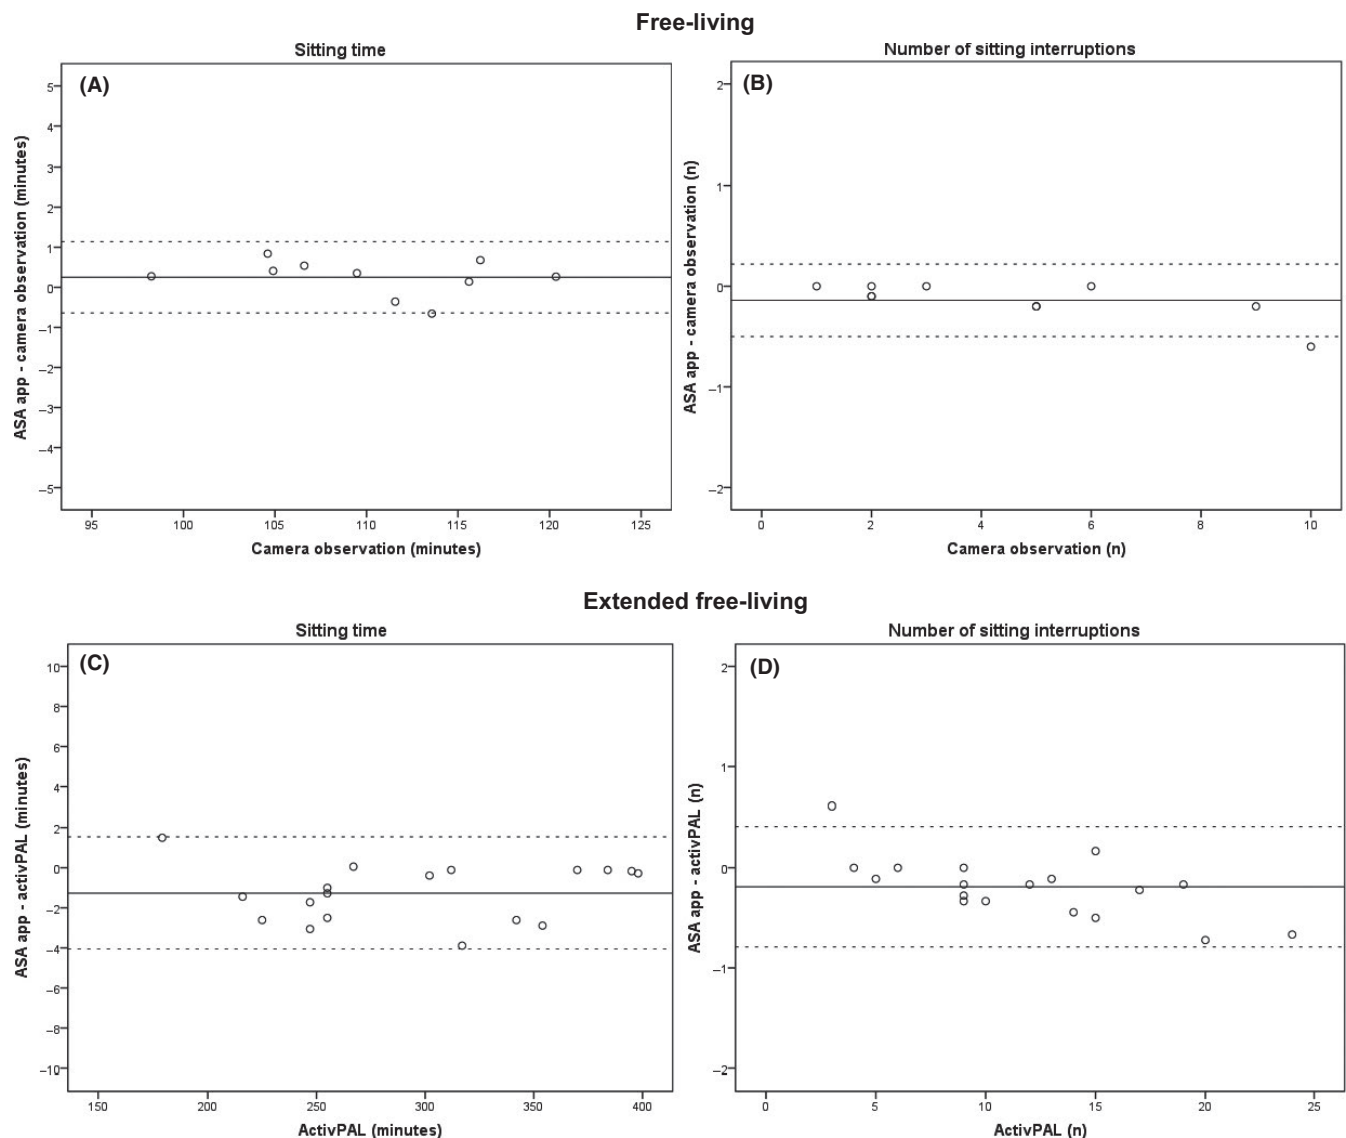 Free-living
Sitting time
(A)
5
4
3
2
1
0
–1
–2
–3
–4
–5
ASA app - camera observation (minutes)
95 100 105 110 115 120 125
Camera observation (minutes)
Number of sitting interruptions
(B)
2
1
0
–1
–2
ASA app - camera observation (n)
0 2 4 6 8 10
Camera observation (n)
Extended free-living
Sitting time
(C)
10
8
6
4
2
0
–2
–4
–6
–8
–10
ASA app - activPAL (minutes)
150 200 250 300 350 400
ActivPAL (minutes)
Number of sitting interruptions
(D)
2
1
0
–1
–2
ASA app - activPAL (n)
0 5 10 15 20 25
ActivPAL (n)